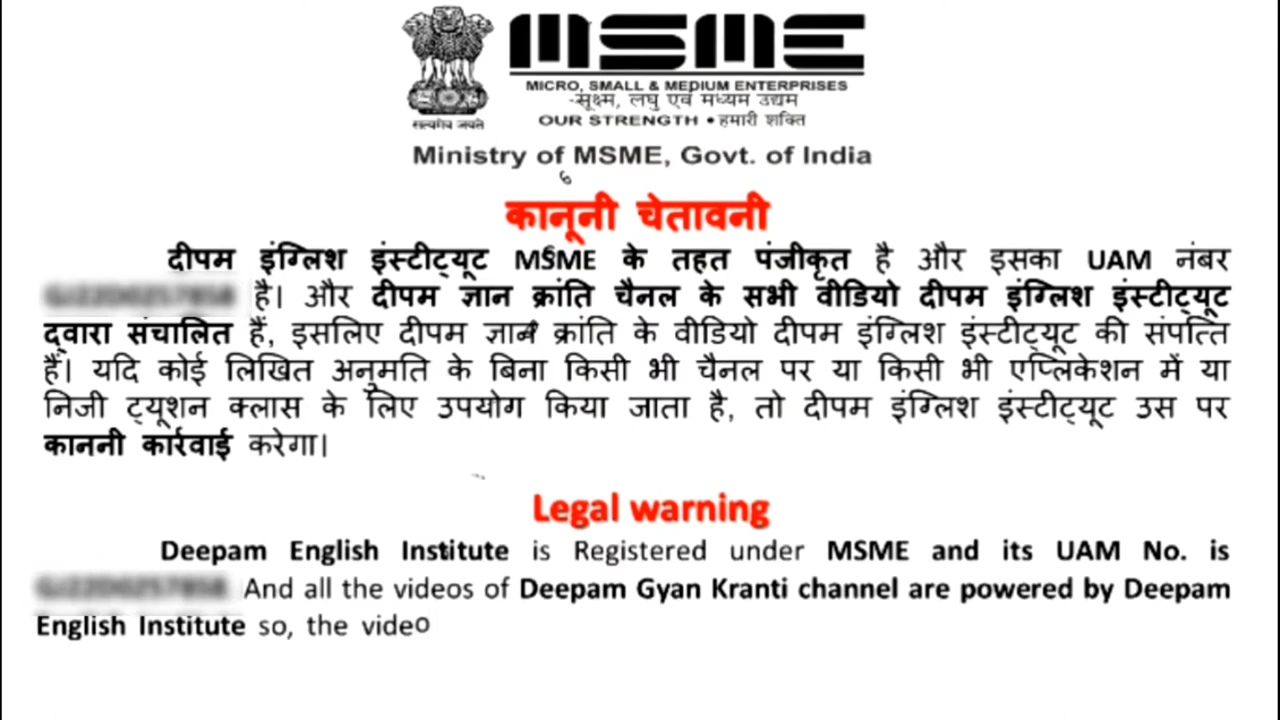 MSME
MICRO, SMALL & MEDIUM ENTERPRISES
सूक्ष्म, लघु एवं मध्यम उद्यम
सत्यमेव जयते
OUR STRENGTH • हमारी शक्ति
Ministry of MSME, Govt. of India
कानूनी चेतावनी
दीपम इंग्लिश इंस्टीट्यूट MSME के तहत पंजीकृत है और इसका UAM नंबर
है। और दीपम ज्ञान क्रांति चैनल के सभी वीडियो दीपम इंग्लिश इंस्टीट्यूट
द्वारा संचालित हैं, इसलिए दीपम ज्ञान क्रांति के वीडियो दीपम इंग्लिश इंस्टीट्यूट की संपत्ति
हैं। यदि कोई लिखित अनुमति के बिना किसी भी चैनल पर या किसी भी एप्लिकेशन में या
निजी ट्यूशन क्लास के लिए उपयोग किया जाता है, तो दीपम इंग्लिश इंस्टीट्यूट उस पर
काननी कार्रवाई करेगा।
Legal warning
Deepam English Institute is Registered under MSME and its UAM No. is
And all the videos of Deepam Gyan Kranti channel are powered by Deepam
English Institute so, the video